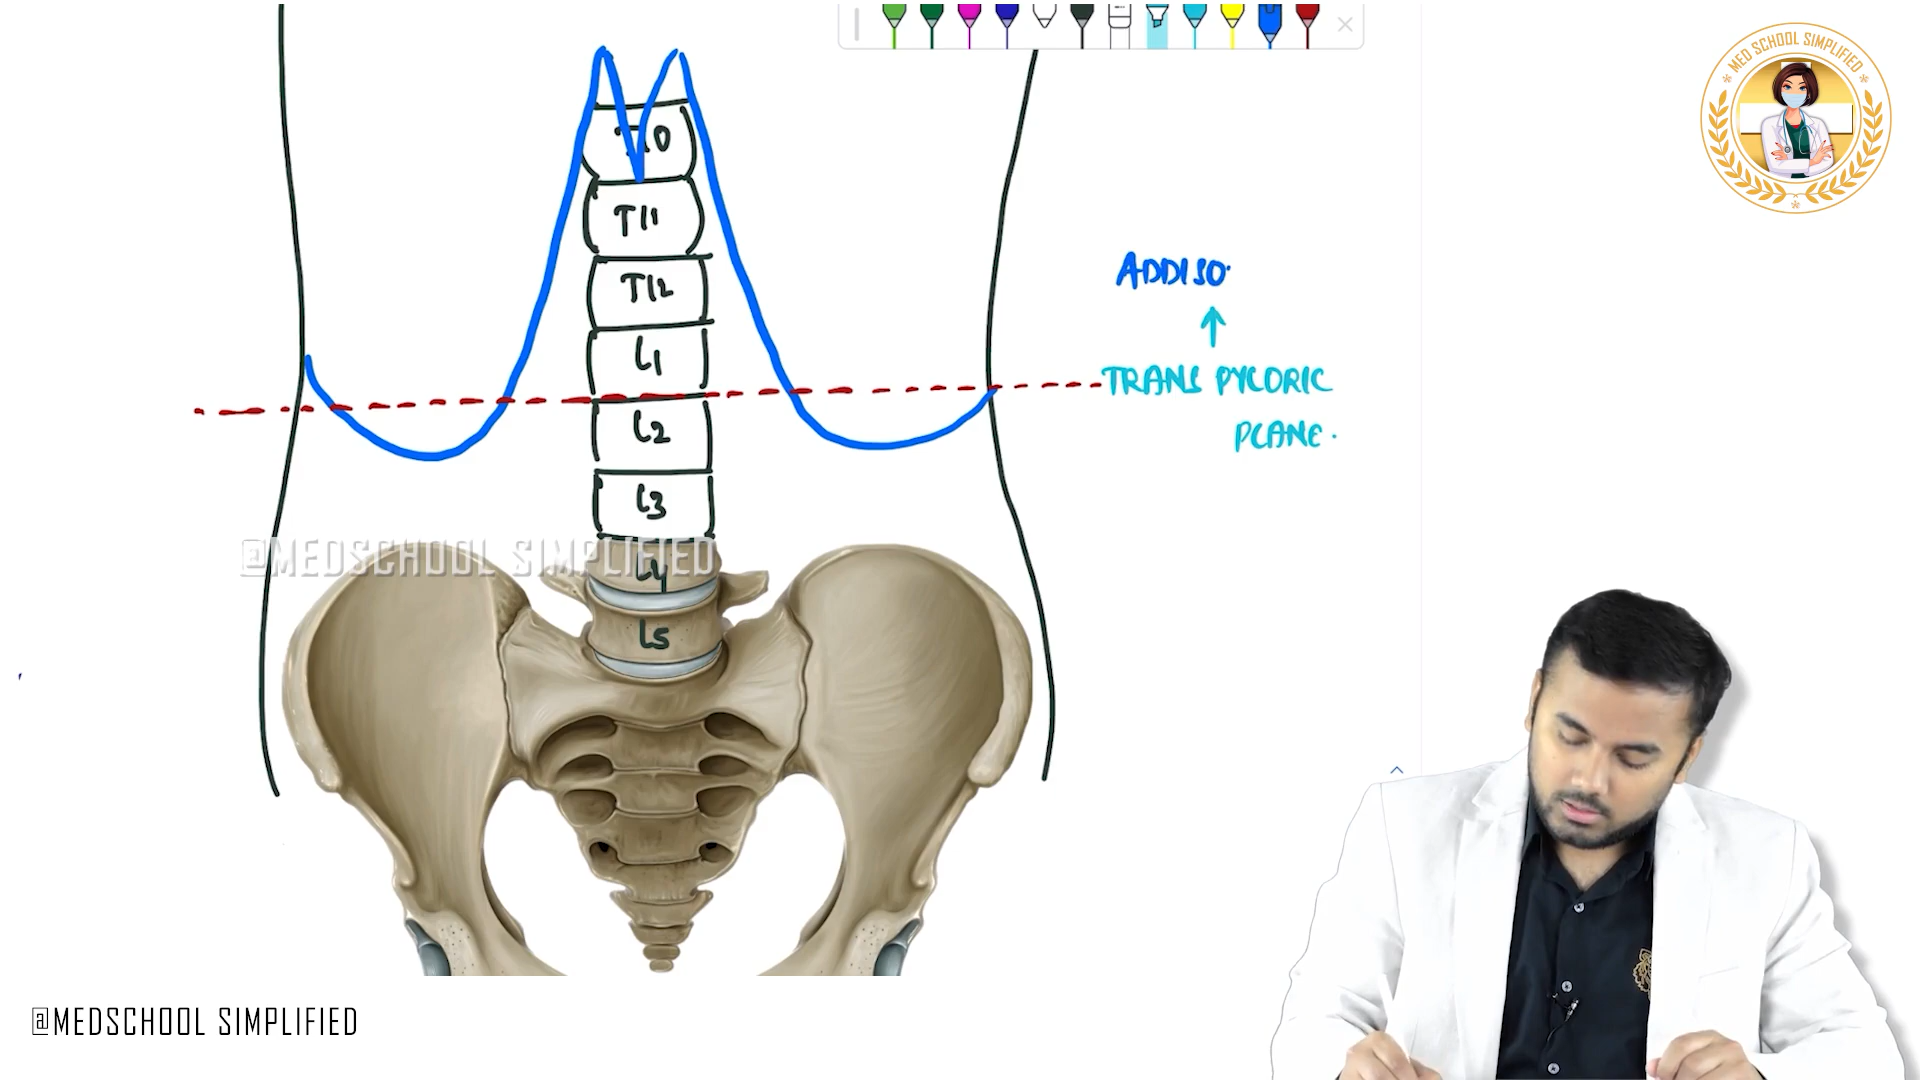 MED SCHOOL SIMPLIFIED
T10
T11
T12
L1
L2
L3
L4
L5
ADDISO
TRANS PYLORIC
PLANE.
@MEDSCHOOL SIMPLIFIED
@MEDSCHOOL SIMPLIFIED